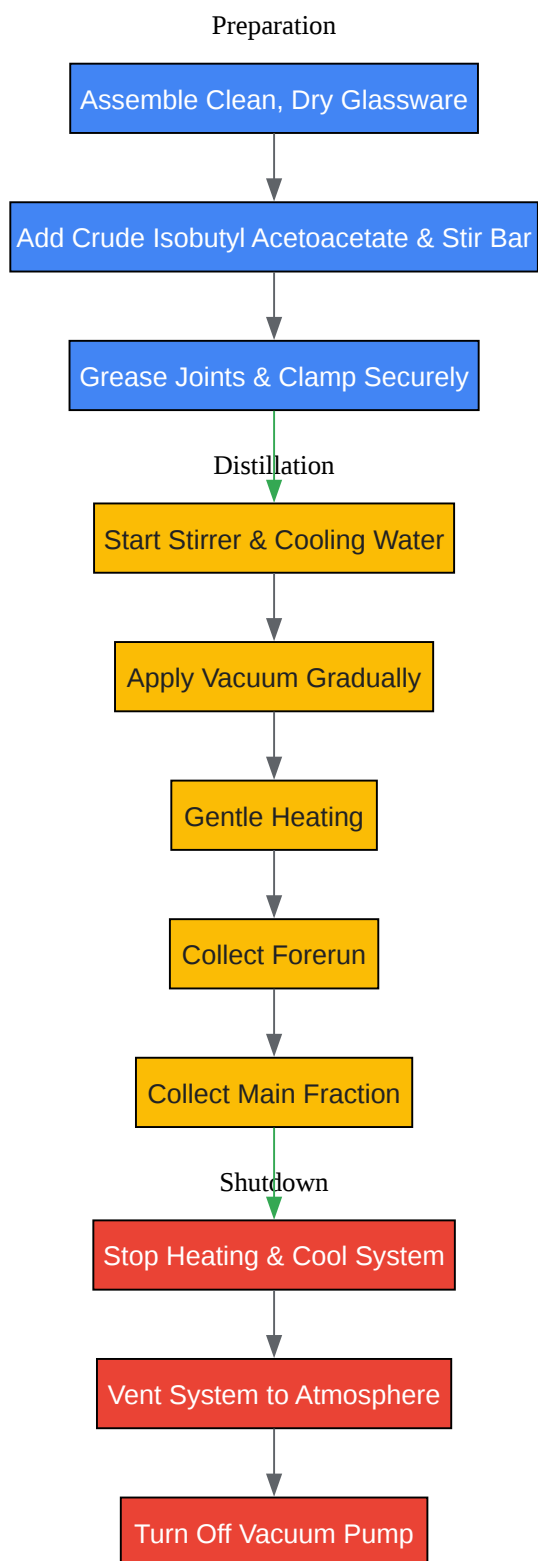 Preparation
Assemble Clean, Dry Glassware
Add Crude Isobutyl Acetoacetate & Stir Bar
Grease Joints & Clamp Securely
Distillation
Start Stirrer & Cooling Water
Apply Vacuum Gradually
Gentle Heating
Collect Forerun
Collect Main Fraction
Shutdown
Stop Heating & Cool System
Vent System to Atmosphere
Turn Off Vacuum Pump